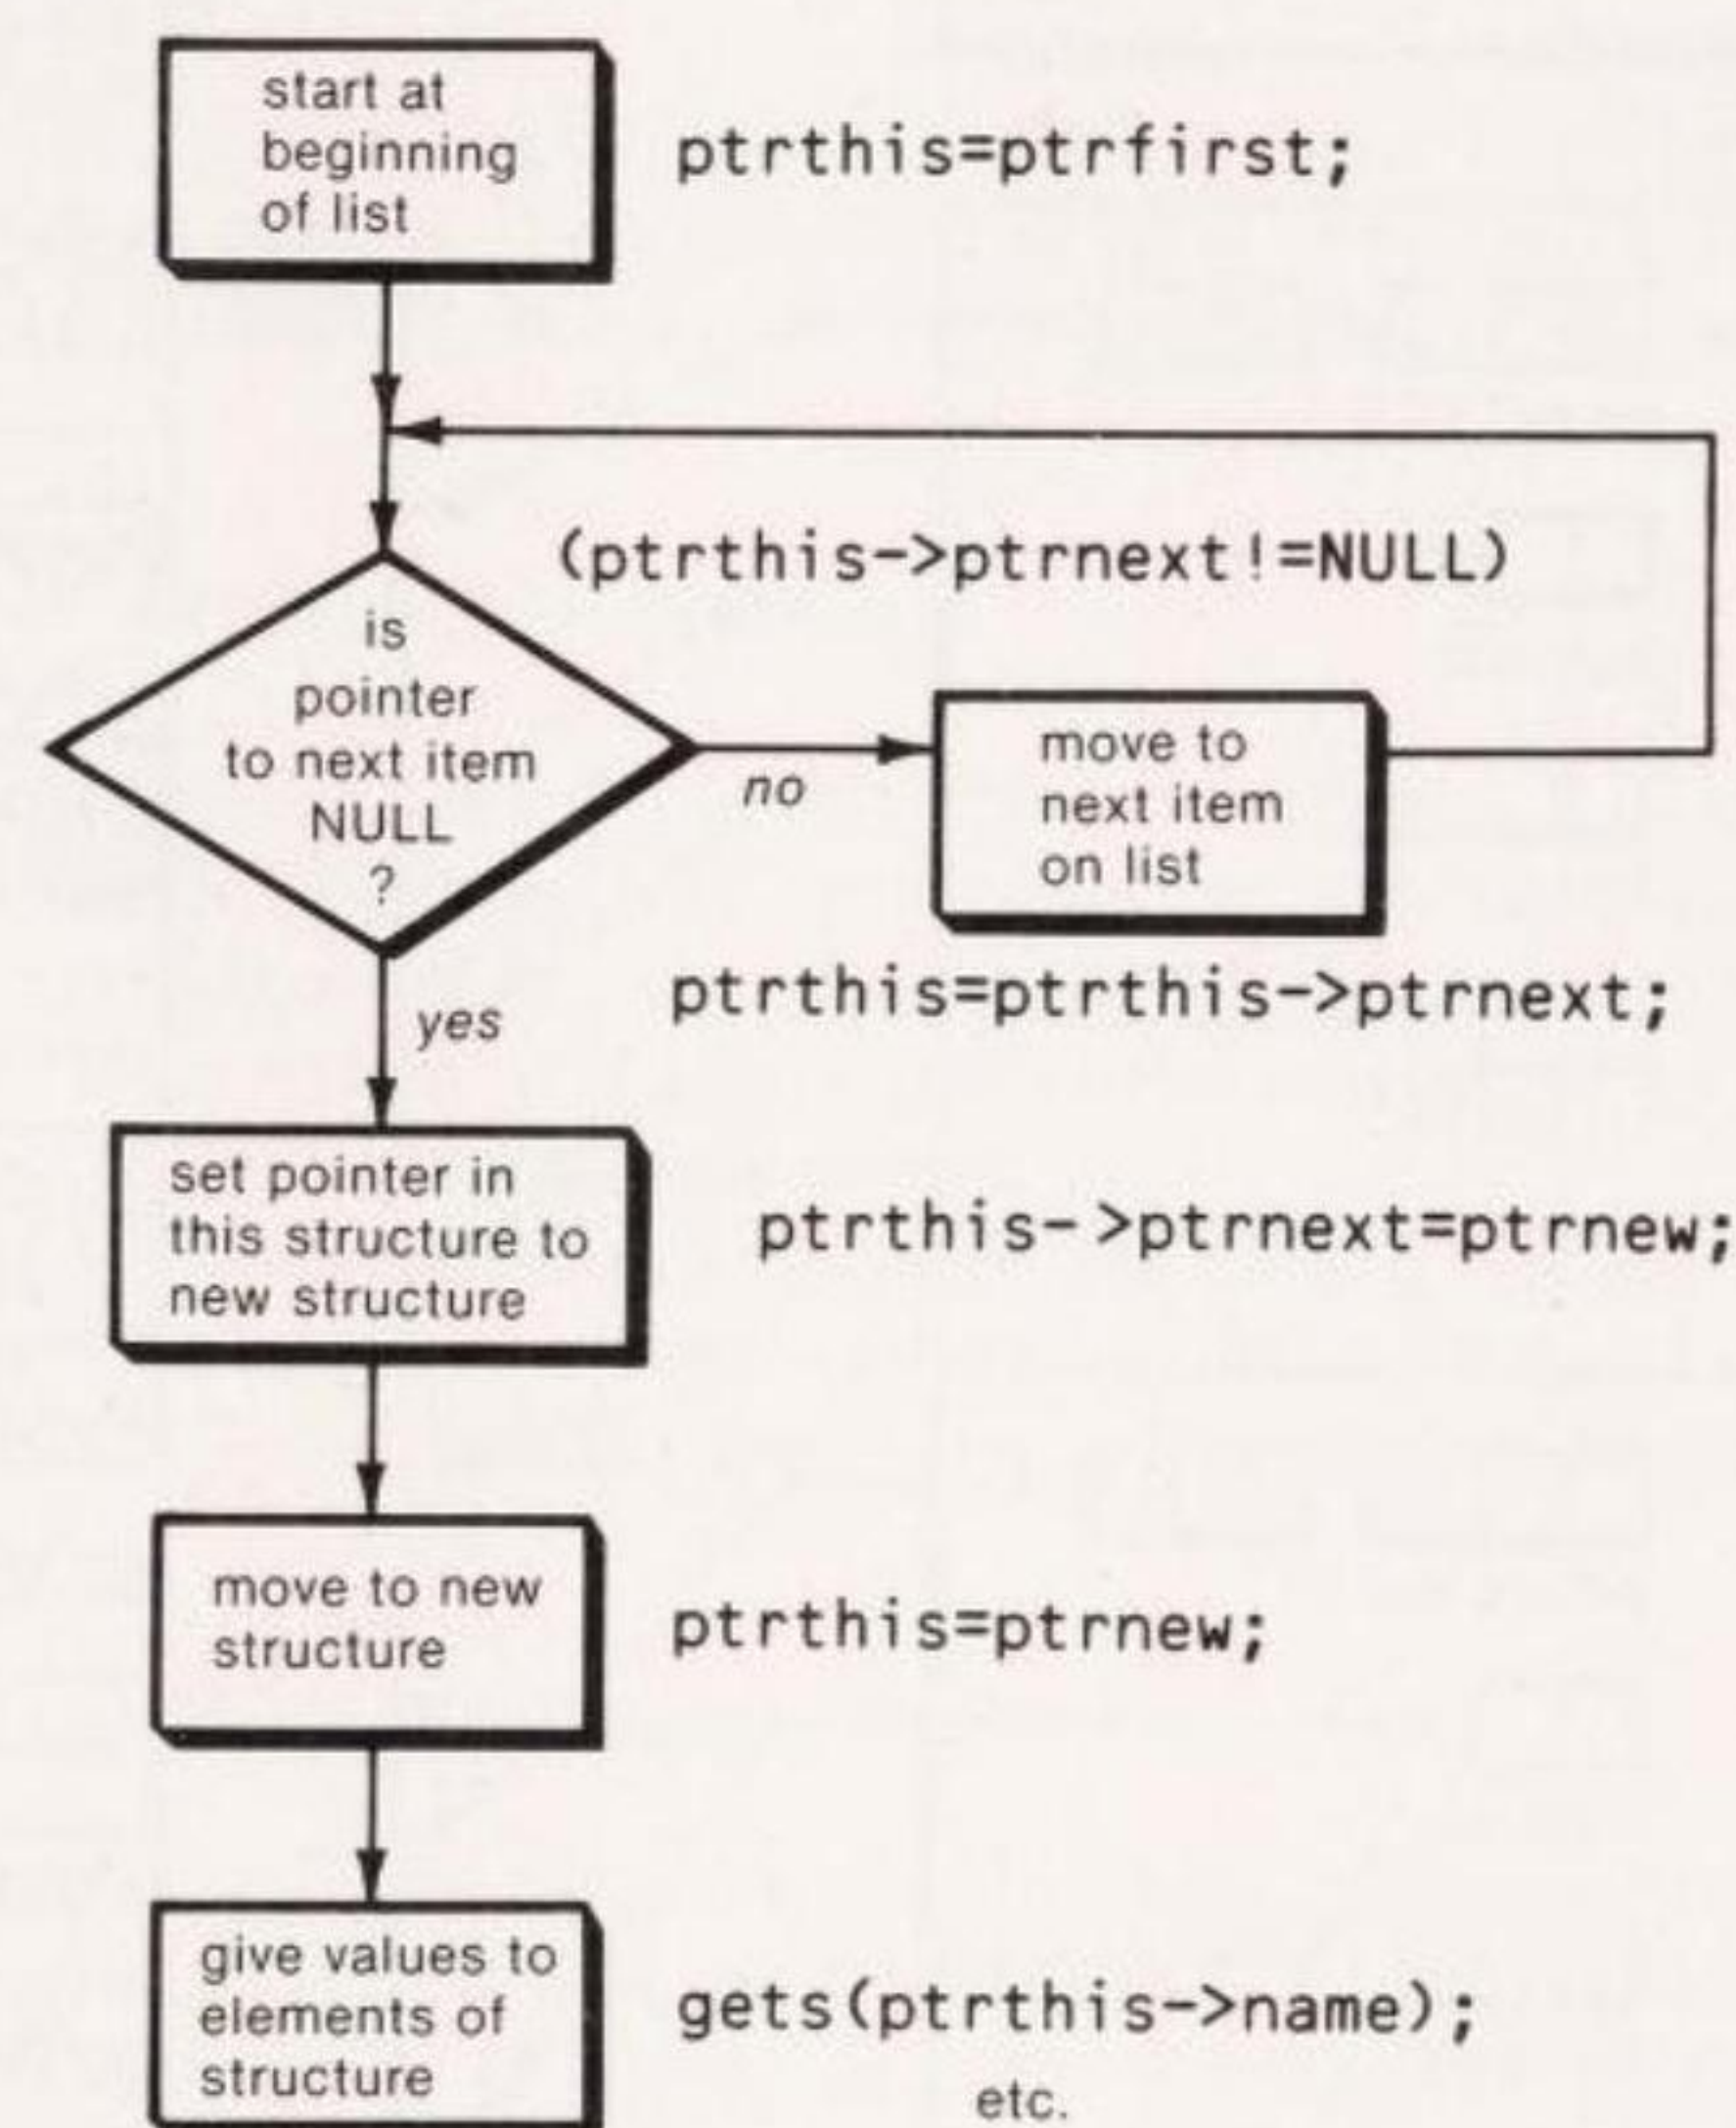 start at
beginning
of list
ptrthis=ptrfirst;
(ptrthis->ptrnext!=NULL)
is
pointer
to next item
NULL
?
no
move to
next item
on list
ptrthis=ptrthis->ptrnext;
yes
set pointer in
this structure to
new structure
ptrthis->ptrnext=ptrnew;
move to new
structure
ptrthis=ptrnew;
give values to
elements of
structure
gets(ptrthis->name);
etc.